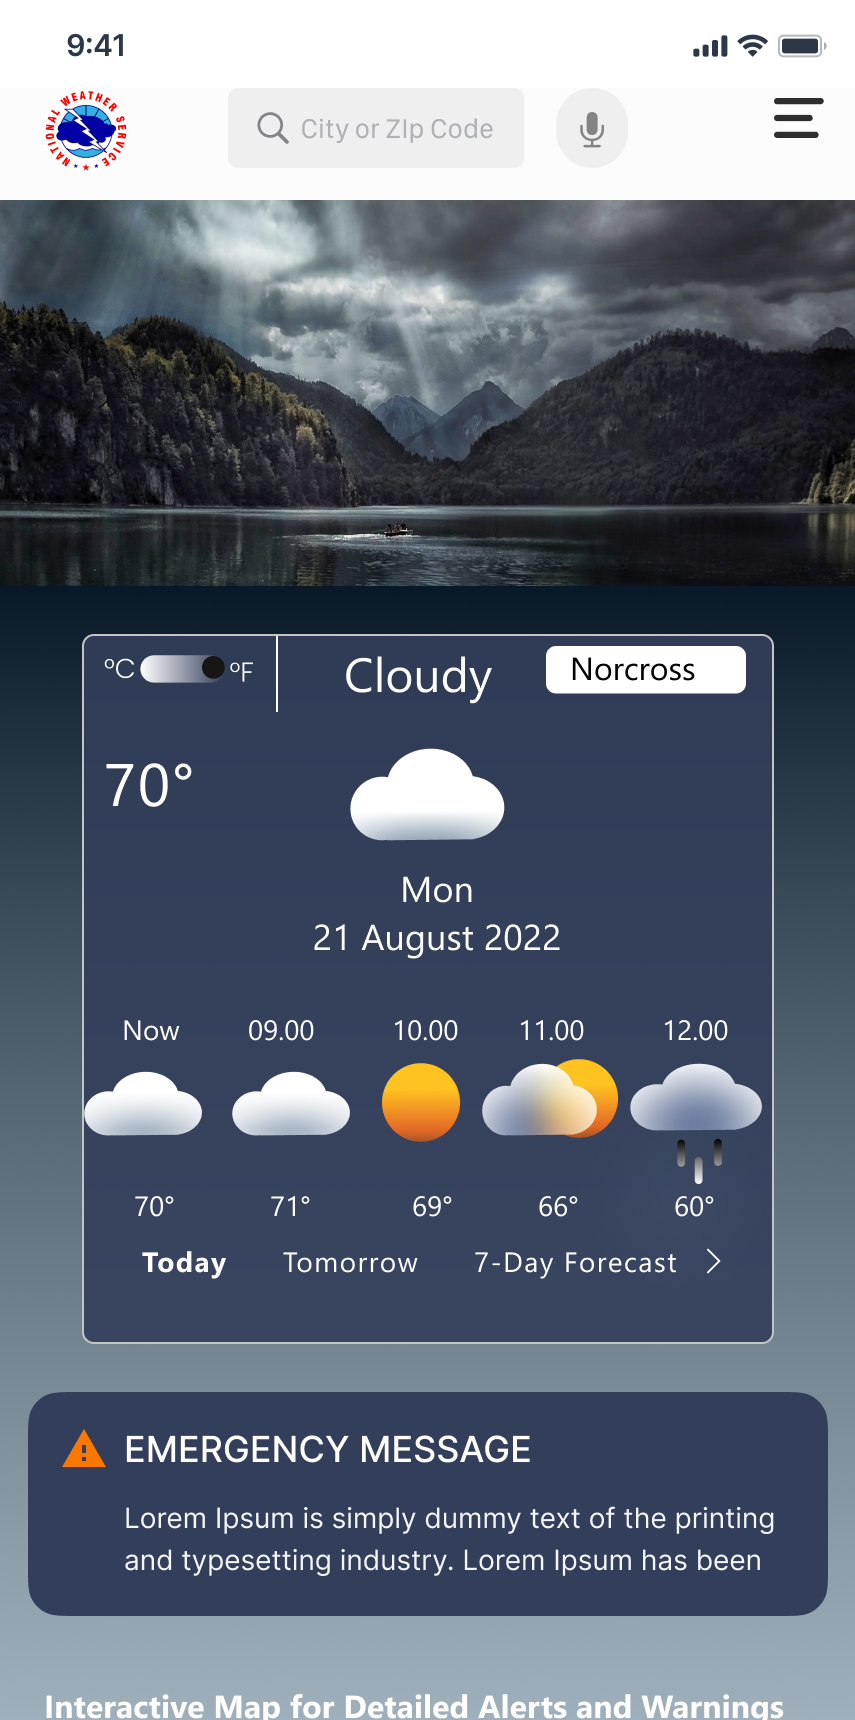 9:41
NATIONAL WEATHER SERVICE
City or ZIp Code
°C
°F
Cloudy
Norcross
70°
Mon
21 August 2022
Now 09.00 10.00 11.00 12.00
70° 71° 69° 66° 60°
Today Tomorrow 7-Day Forecast
EMERGENCY MESSAGE
Lorem Ipsum is simply dummy text of the printing
and typesetting industry. Lorem Ipsum has been
Interactive Map for Detailed Alerts and Warnings